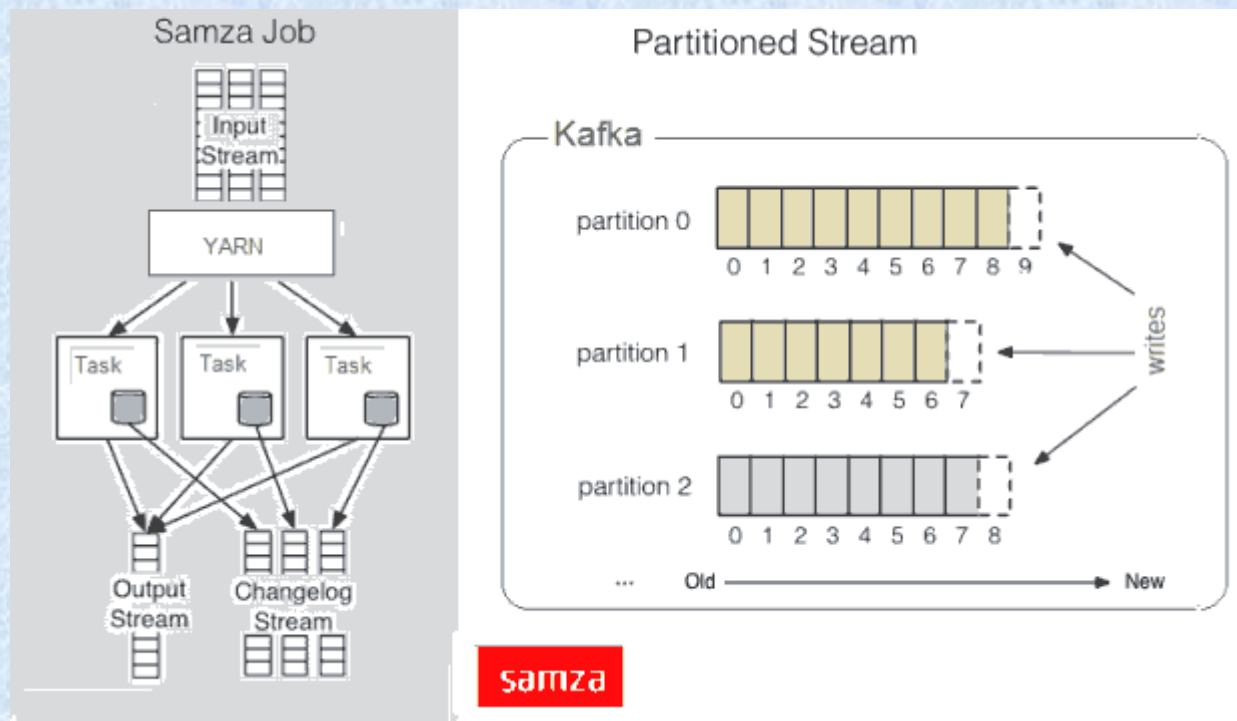 Samza Job
Input
Stream
YARN
Task
Task
Task
Output
Stream
Changelog
Stream
Partitioned Stream
Kafka
partition 0
0 1 2 3 4 5 6 7 8 9
partition 1
0 1 2 3 4 5 6 7
partition 2
0 1 2 3 4 5 6 7 8
writes
... Old New
samza